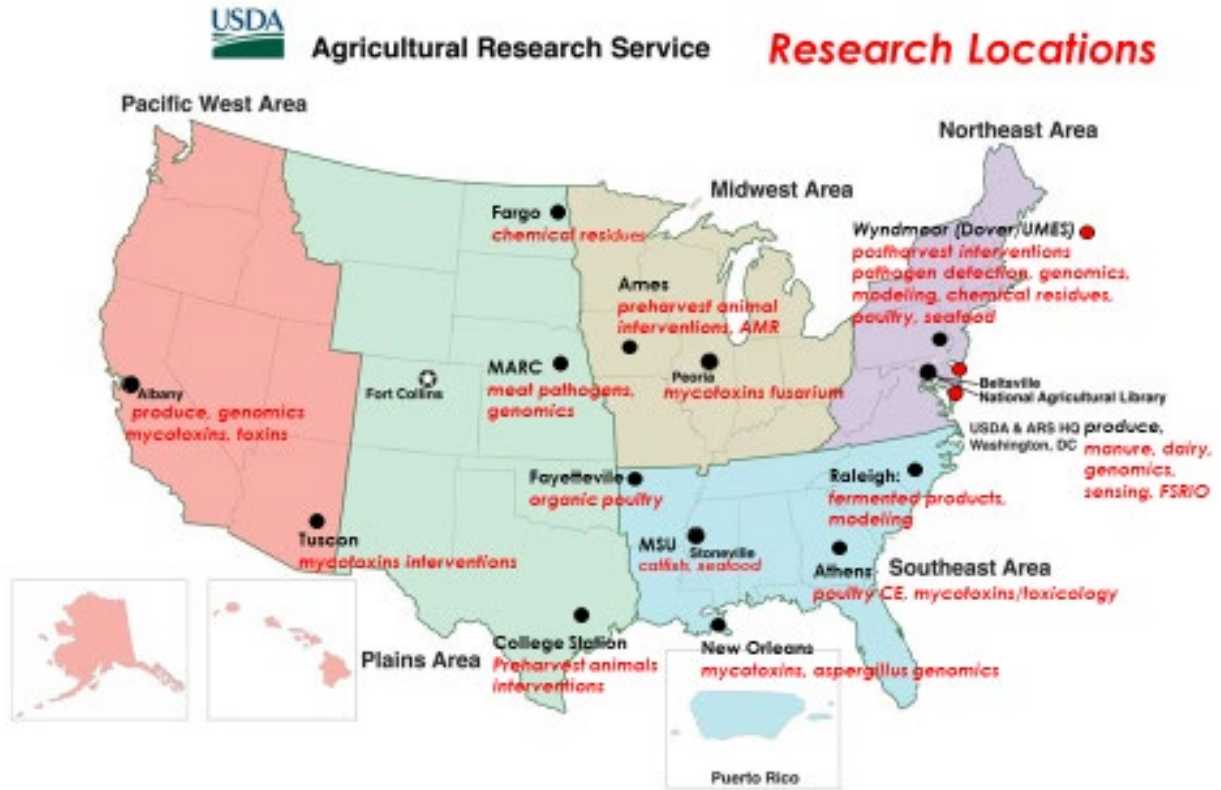 USDA
Agricultural Research Service
Research Locations
Pacific West Area
Northeast Area
Midwest Area
Fargo
chemical residues
Wyndmoor (Dover/UMES)
postharvest interventions
pathogen detection, genomics,
modeling, chemical residues,
poultry, seafood
Ames
preharvest animal
interventions, AMR
MARC
meat pathogens,
genomics
Peoria
mycotoxins fusarium
Fort Collins
Albany
produce, genomics
mycotoxins, toxins
Beltsville
National Agricultural Library
USDA & ARS HQ
Washington, DC
produce,
manure, dairy,
genomics,
sensing, FSRIO
Fayetteville
organic poultry
Raleigh:
fermented products,
modeling
Tuscon
mycotoxins interventions
MSU
Stoneville
catfish, seafood
Athens
Southeast Area
poultry CE, mycotoxins/toxicology
College Station
Preharvest animals
interventions
Plains Area
New Orleans
mycotoxins, aspergillus genomics
Puerto Rico